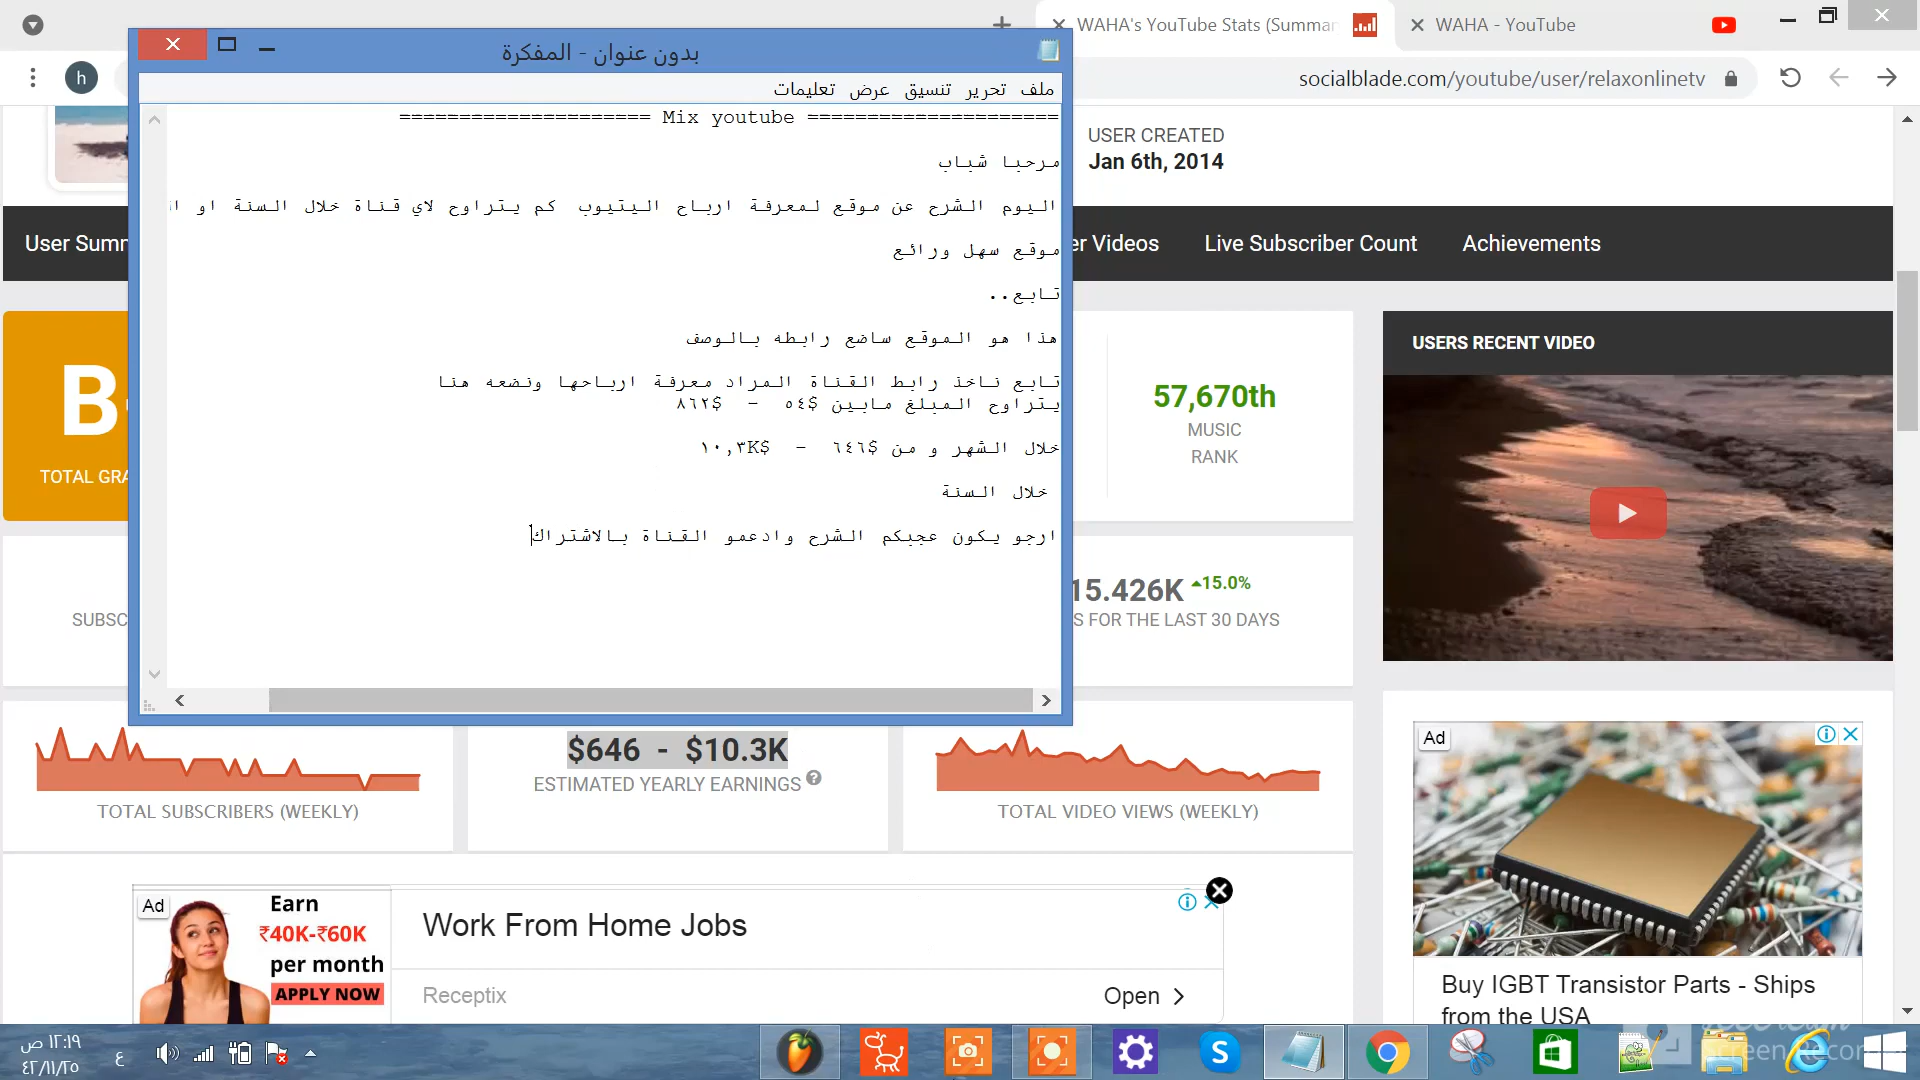 WAHA's YouTube Stats (Summar
WAHA - YouTube
h
socialblade.com/youtube/user/relaxonlinetv
بدون عنوان - المفكرة
ملف تحرير تنسيق عرض تعليمات
===================== Mix youtube =====================
مرحبا شباب
اليوم الشرح عن موقع لمعرفة ارباح اليتيوب كم يتراوح لاي قناة خلال السنة او ا
موقع سهل ورائع
تابع..
هذا هو الموقع ساضع رابطه بالوصف
تابع ناخذ رابط القناة المراد معرفة ارباحها ونضعه هنا
يتراوح المبلغ مابين $٥٤ - $٨٦٢
خلال الشهر و من $٦٤٦ - $١٠,٣K
خلال السنة
ارجو يكون عجبكم الشرح وادعمو القناة بالاشتراك
USER CREATED
Jan 6th, 2014
User Summ
er Videos
Live Subscriber Count
Achievements
B
TOTAL GRA
57,670th
MUSIC
RANK
USERS RECENT VIDEO
SUBSC
15.426K
15.0%
S FOR THE LAST 30 DAYS
TOTAL SUBSCRIBERS (WEEKLY)
$646 - $10.3K
ESTIMATED YEARLY EARNINGS ?
TOTAL VIDEO VIEWS (WEEKLY)
Ad
Earn
₹40K-₹60K
per month
APPLY NOW
Work From Home Jobs
Receptix
Open
Ad
Buy IGBT Transistor Parts - Ships
from the USA
Screen Recorder
١٢:١٩ ص
٤٢/١١/٢٥
ع
S